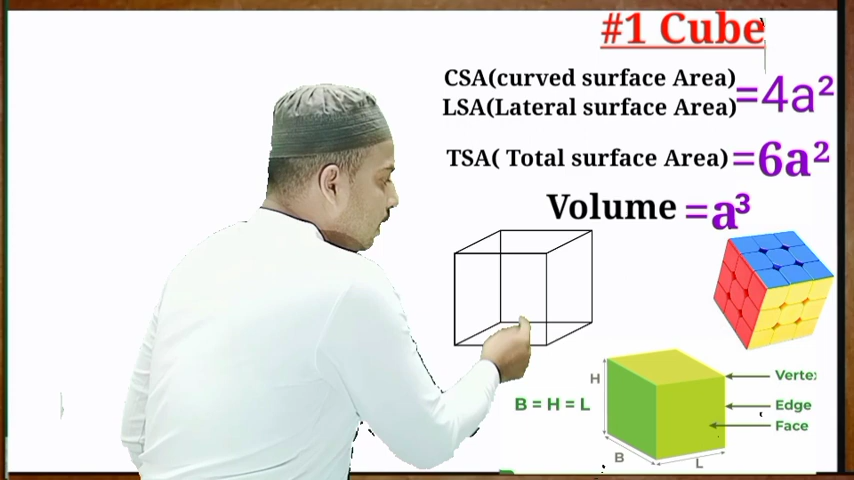 #1 Cube
CSA(curved surface Area)
LSA(Lateral surface Area)
=4a²
TSA( Total surface Area) =6a²
Volume =a³
H
B = H = L
Edge
Face
B
L